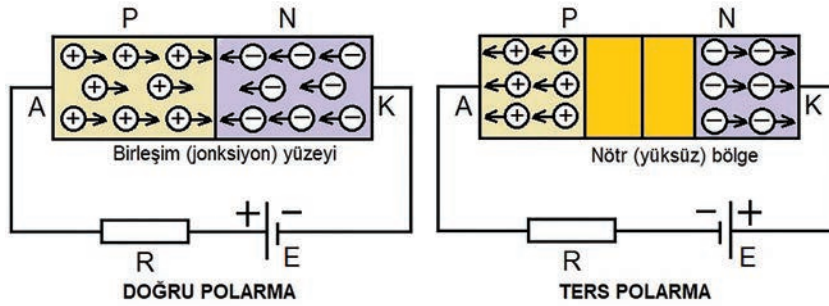 P N
A K
Birleşim (jonksiyon) yüzeyi
+ −
R E
DOĞRU POLARMA
P N
A K
Nötr (yüksüz) bölge
− +
R E
TERS POLARMA